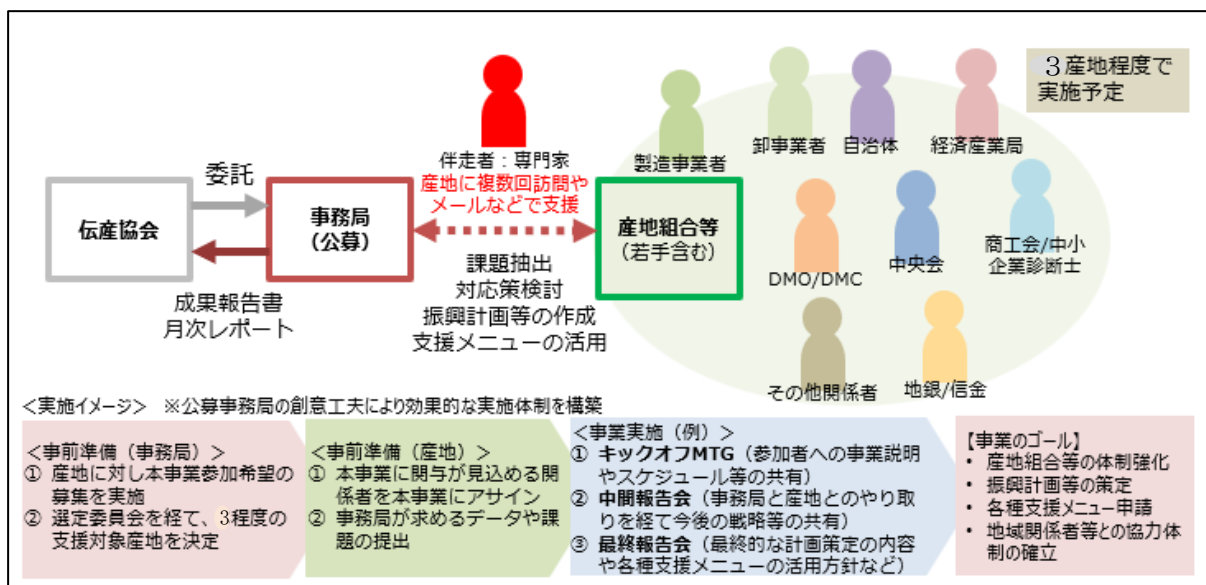 3産地程度で
実施予定
卸事業者
自治体
経済産業局
製造事業者
伴走者：専門家
産地に複数回訪問や
メールなどで支援
委託
伝産協会
事務局
（公募）
産地組合等
（若手含む）
DMO/DMC
中央会
商工会/中小
企業診断士
成果報告書
月次レポート
課題抽出
対応策検討
振興計画等の作成
支援メニューの活用
その他関係者
地銀/信金
＜実施イメージ＞　※公募事務局の創意工夫により効果的な実施体制を構築
＜事前準備（事務局）＞
① 産地に対し本事業参加希望の
募集を実施
② 選定委員会を経て、3程度の
支援対象産地を決定
＜事前準備（産地）＞
① 本事業に関与が見込める関
係者を本事業にアサイン
② 事務局が求めるデータや課
題の提出
＜事業実施（例）＞
① キックオフMTG（参加者への事業説明
やスケジュール等の共有）
② 中間報告会（事務局と産地とのやり取
りを経て今後の戦略等の共有）
③ 最終報告会（最終的な計画策定の内容
や各種支援メニューの活用方針など）
【事業のゴール】
• 産地組合等の体制強化
• 振興計画等の策定
• 各種支援メニュー申請
• 地域関係者等との協力体
制の確立